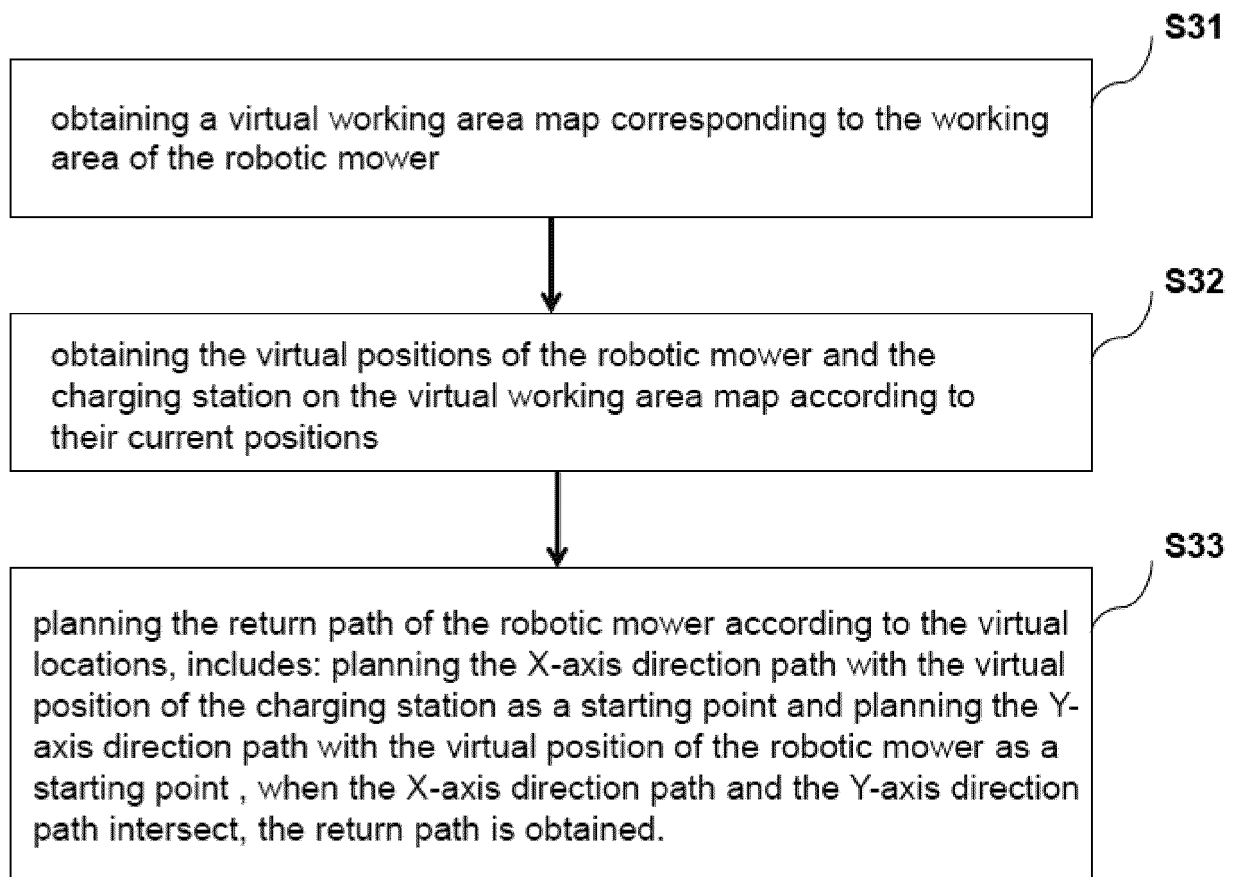 S31
obtaining a virtual working area map corresponding to the working
area of the robotic mower
S32
obtaining the virtual positions of the robotic mower and the
charging station on the virtual working area map according to
their current positions
S33
planning the return path of the robotic mower according to the virtual
locations, includes: planning the X-axis direction path with the virtual
position of the charging station as a starting point and planning the Y-
axis direction path with the virtual position of the robotic mower as a
starting point , when the X-axis direction path and the Y-axis direction
path intersect, the return path is obtained.